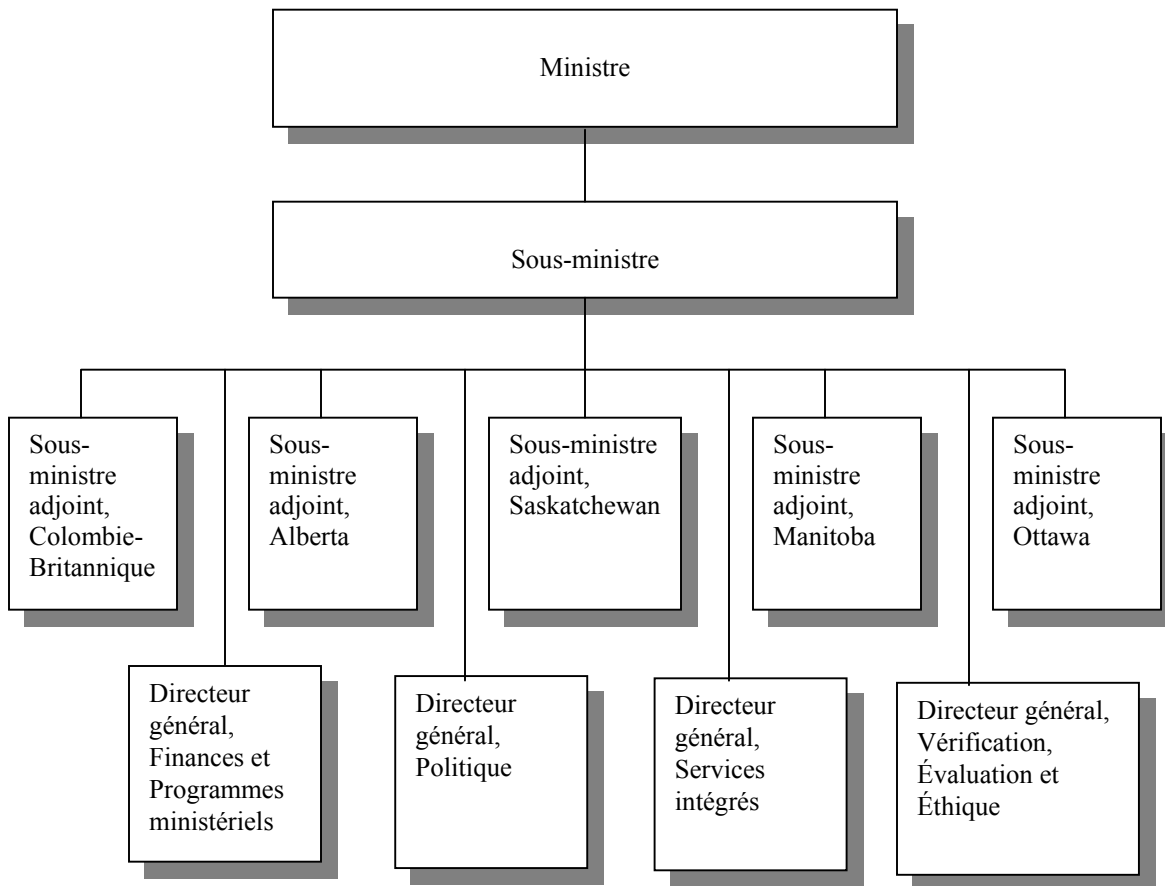 Ministre
Sous-ministre
Sous-
ministre
adjoint,
Colombie-
Britannique
Sous-
ministre
adjoint,
Alberta
Sous-ministre
adjoint,
Saskatchewan
Sous-
ministre
adjoint,
Manitoba
Sous-
ministre
adjoint,
Ottawa
Directeur
général,
Finances et
Programmes
ministériels
Directeur
général,
Politique
Directeur
général,
Services
intégrés
Directeur général,
Vérification,
Évaluation et
Éthique